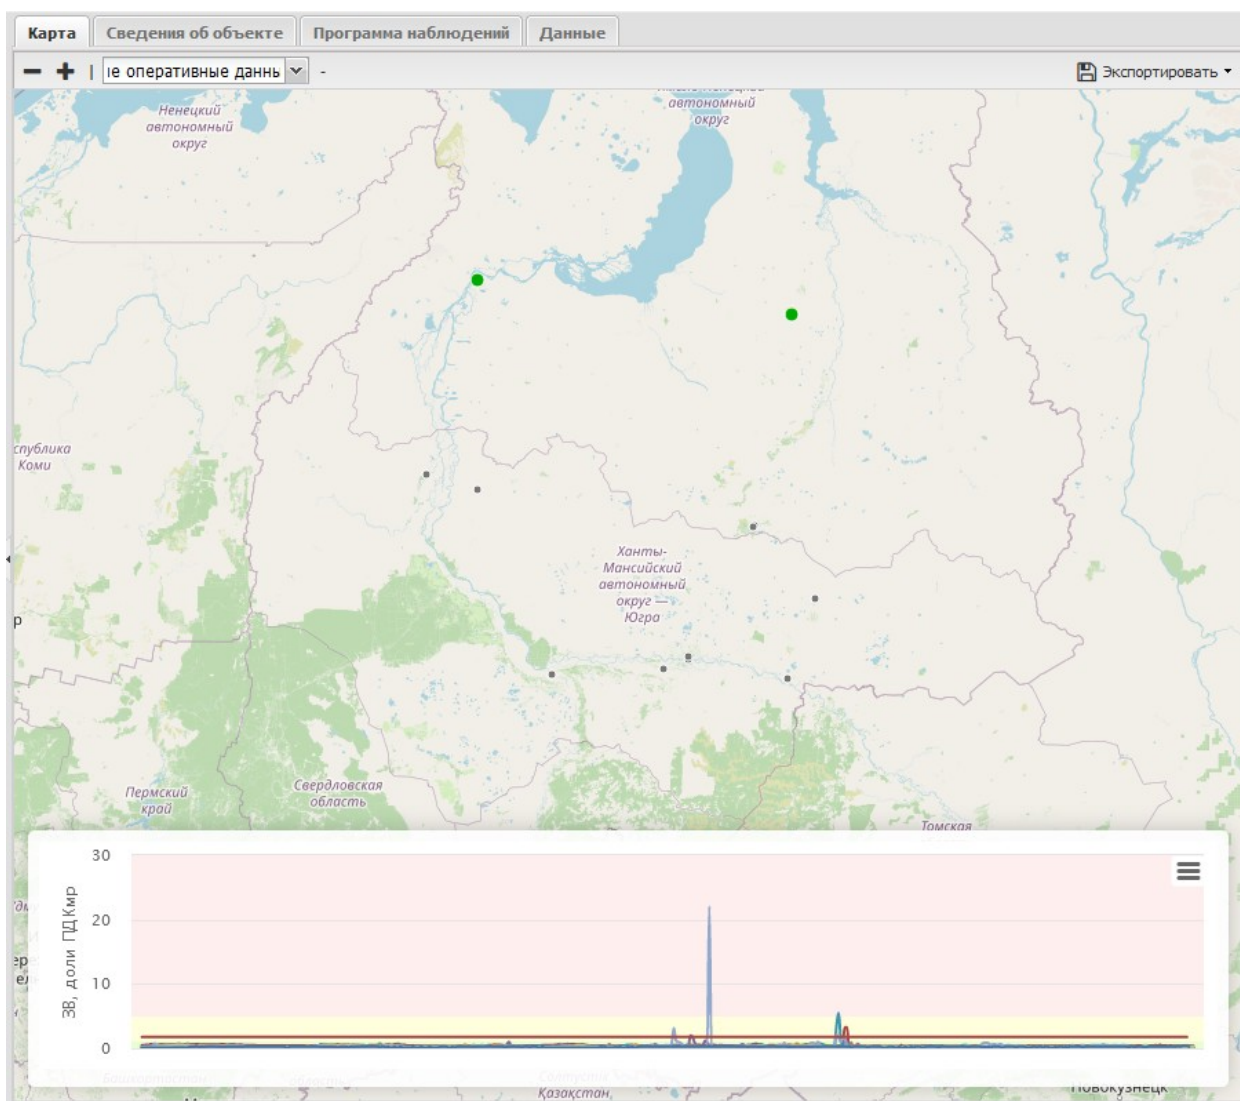 Карта Сведения об объекте Программа наблюдений Данные
| ıе оперативные данны - Экспортировать
Ненецкий
автономный
округ
автономный
округ
спублика
Коми
Ханты-
Мансийский
автономный
округ —
Югра
р
Пермский
край
Свердловская
область
Томская
30
20
10
0
ЗВ, доли ПДКмр
Қазақстан
Новокузнецк